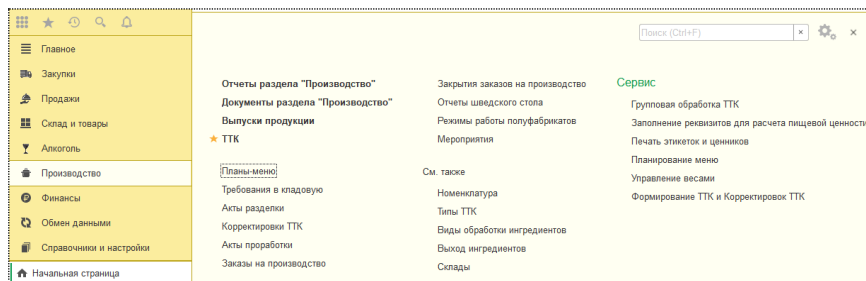 Поиск (Ctrl+F)
Главное
Закупки
Продажи
Склад и товары
Алкоголь
Производство
Финансы
Обмен данными
Справочники и настройки
Начальная страница
Отчеты раздела "Производство"
Документы раздела "Производство"
Выпуски продукции
ТТК
Планы-меню
Требования в кладовую
Акты разделки
Корректировки ТТК
Акты проработки
Заказы на производство
Закрытия заказов на производство
Отчеты шведского стола
Режимы работы полуфабрикатов
Мероприятия
См. также
Номенклатура
Типы ТТК
Виды обработки ингредиентов
Выход ингредиентов
Склады
Сервис
Групповая обработка ТТК
Заполнение реквизитов для расчета пищевой ценности
Печать этикеток и ценников
Планирование меню
Управление весами
Формирование ТТК и Корректировок ТТК